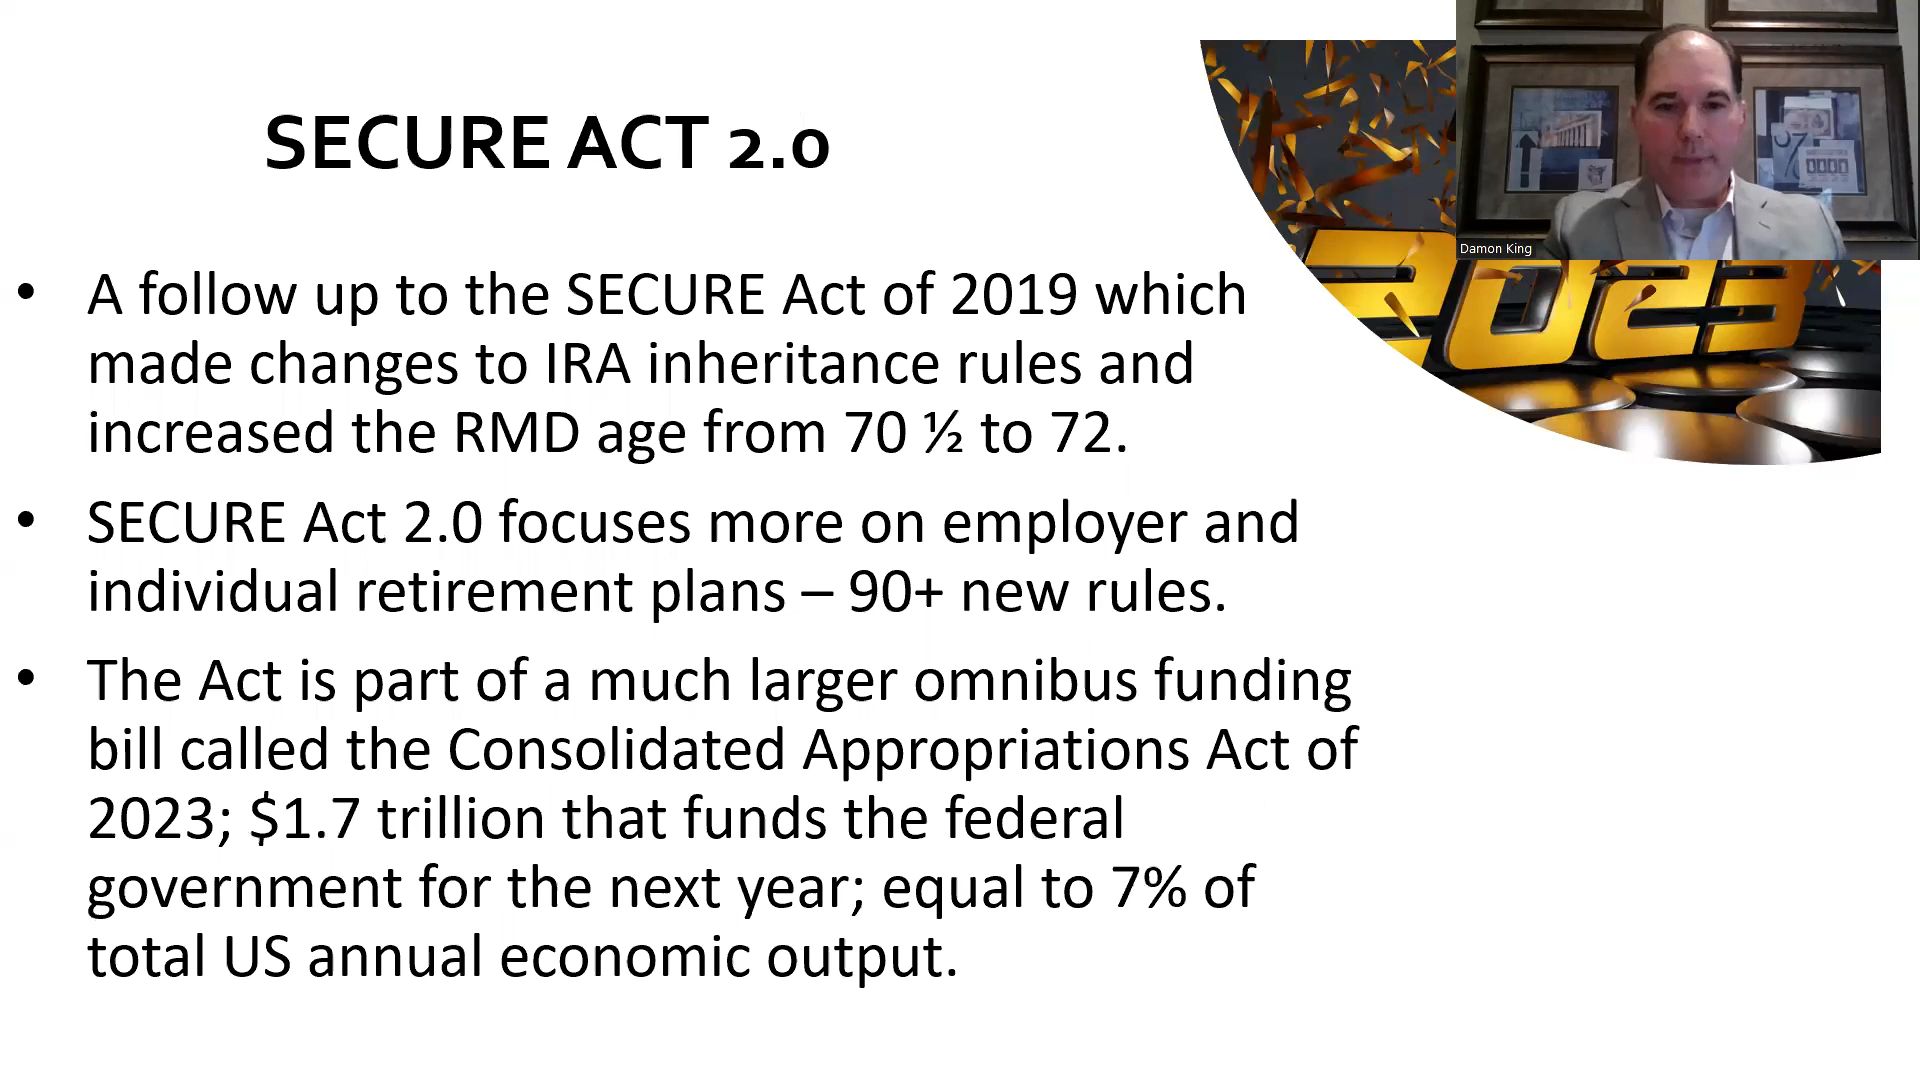 SECURE ACT 2.0
• A follow up to the SECURE Act of 2019 which
made changes to IRA inheritance rules and
increased the RMD age from 70 ½ to 72.
• SECURE Act 2.0 focuses more on employer and
individual retirement plans – 90+ new rules.
• The Act is part of a much larger omnibus funding
bill called the Consolidated Appropriations Act of
2023; $1.7 trillion that funds the federal
government for the next year; equal to 7% of
total US annual economic output.
Damon King
2023